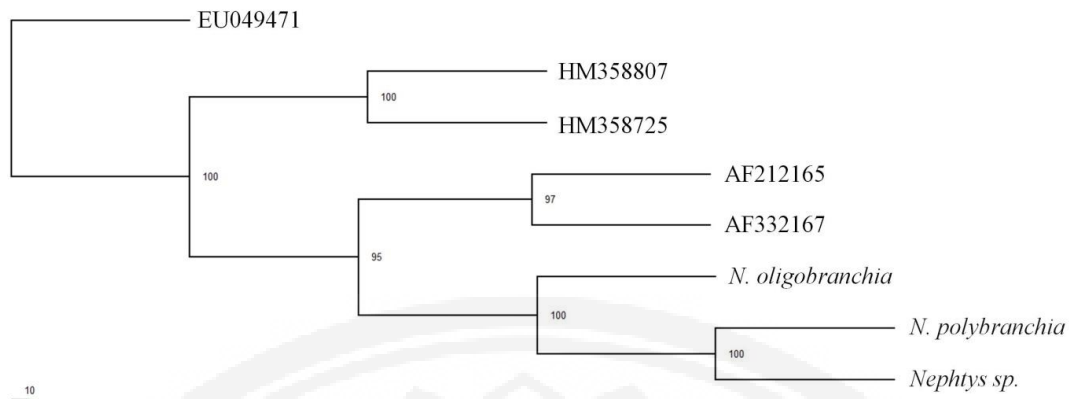 EU049471
HM358807
100
HM358725
100
AF212165
97
AF332167
95
N. oligobranchia
100
N. polybranchia
100
Nephtys sp.
10